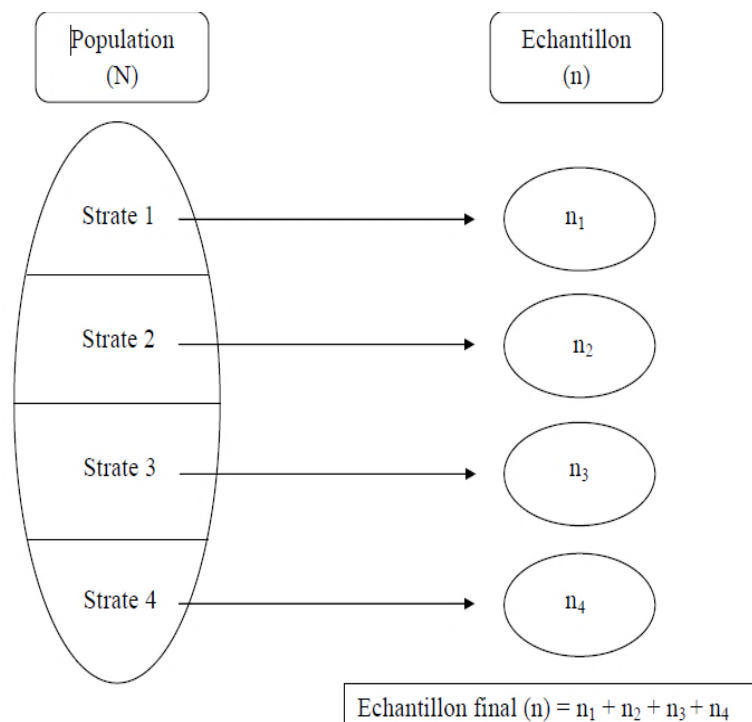 Population
(N)
Echantillon
(n)
Strate 1
n₁
Strate 2
n₂
Strate 3
n₃
Strate 4
n₄
Echantillon final (n) = n₁ + n₂ + n₃ + n₄